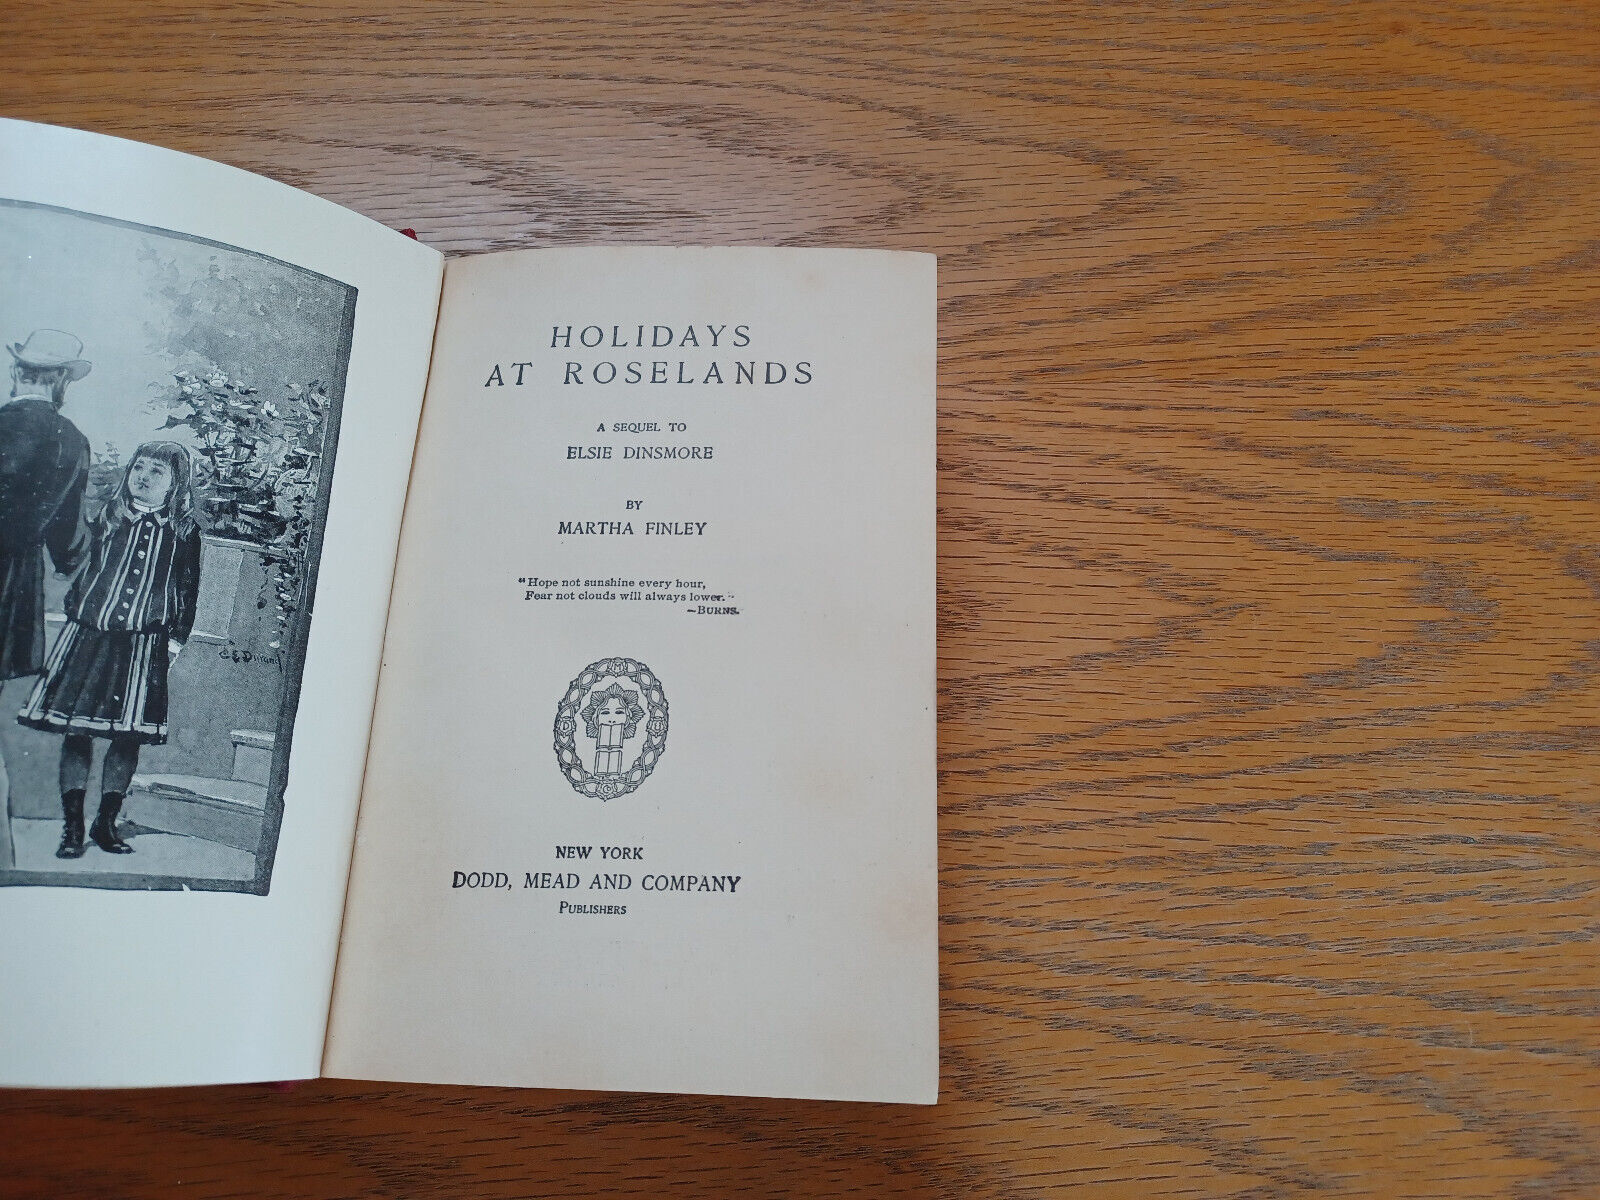 C E Durand
HOLIDAYS
AT ROSELANDS
A SEQUEL TO
ELSIE DINSMORE
BY
MARTHA FINLEY
"Hope not sunshine every hour,
Fear not clouds will always lower."
—BURNS.
NEW YORK
DODD, MEAD AND COMPANY
PUBLISHERS